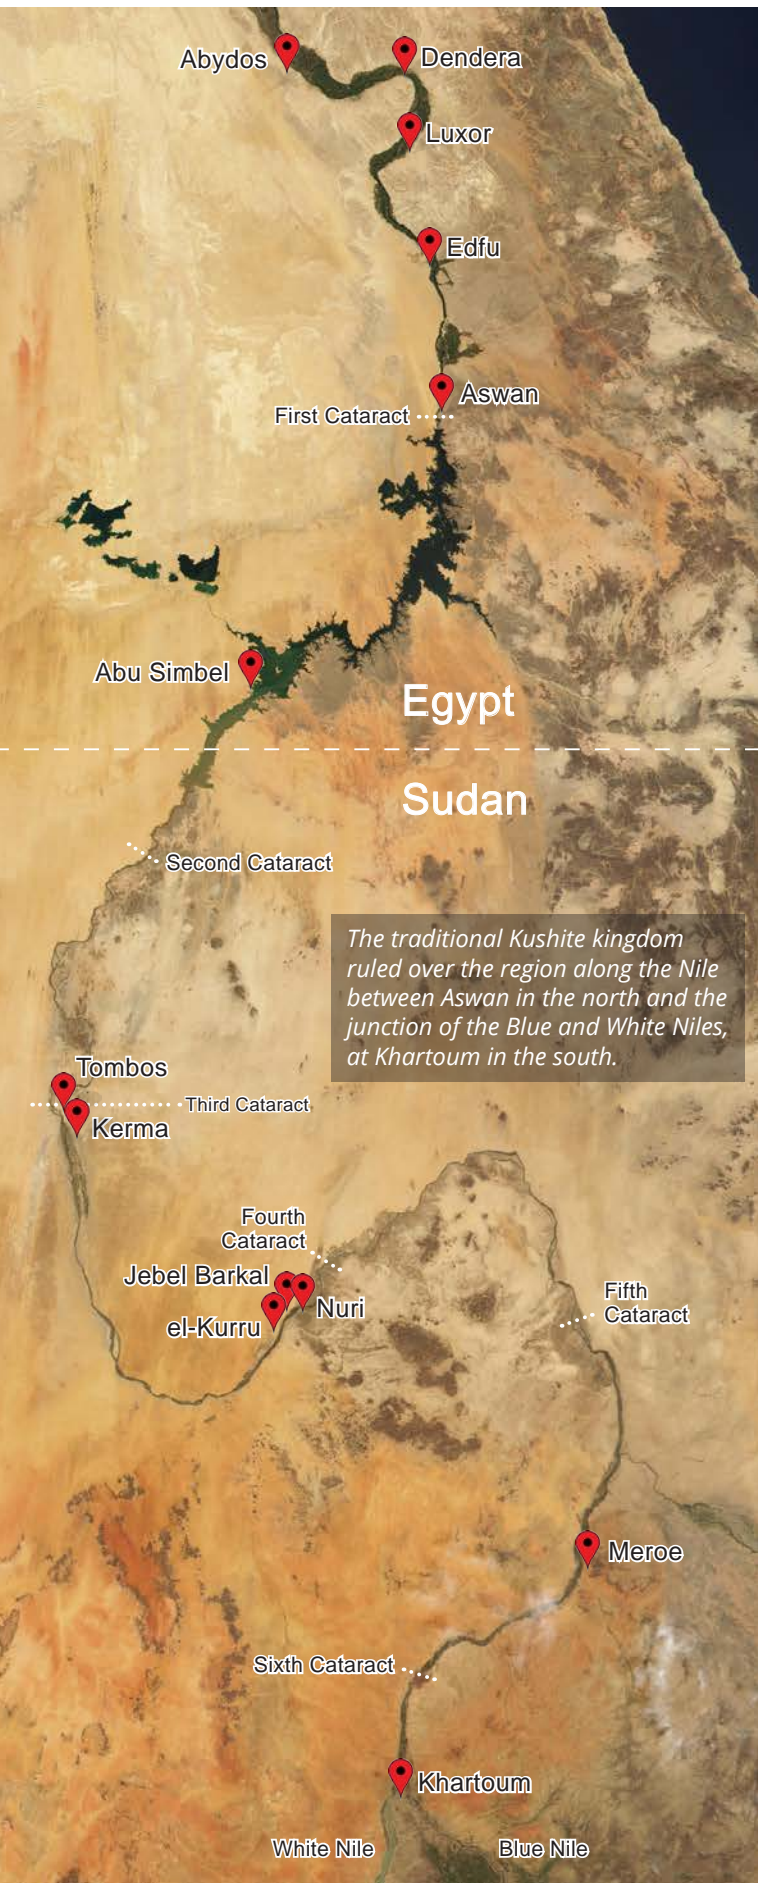 Abydos
Dendera
Luxor
Edfu
Aswan
First Cataract
Abu Simbel
Egypt
Sudan
Second Cataract
The traditional Kushite kingdom
ruled over the region along the Nile
between Aswan in the north and the
junction of the Blue and White Niles,
at Khartoum in the south.
Tombos
Third Cataract
Kerma
Fourth
Cataract
Jebel Barkal
Nuri
el-Kurru
Fifth
Cataract
Meroe
Sixth Cataract
Khartoum
White Nile
Blue Nile